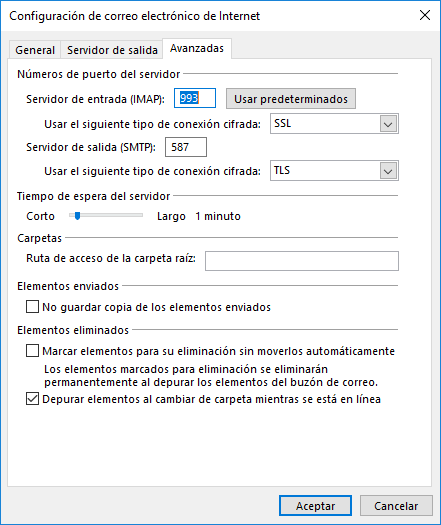 Configuración de correo electrónico de Internet
General
Servidor de salida
Avanzadas
Números de puerto del servidor
Servidor de entrada (IMAP): 993 Usar predeterminados
Usar el siguiente tipo de conexión cifrada: SSL
Servidor de salida (SMTP): 587
Usar el siguiente tipo de conexión cifrada: TLS
Tiempo de espera del servidor
Corto Largo 1 minuto
Carpetas
Ruta de acceso de la carpeta raíz:
Elementos enviados
No guardar copia de los elementos enviados
Elementos eliminados
Marcar elementos para su eliminación sin moverlos automáticamente
Los elementos marcados para eliminación se eliminarán
permanentemente al depurar los elementos del buzón de correo.
Depurar elementos al cambiar de carpeta mientras se está en línea
Aceptar
Cancelar